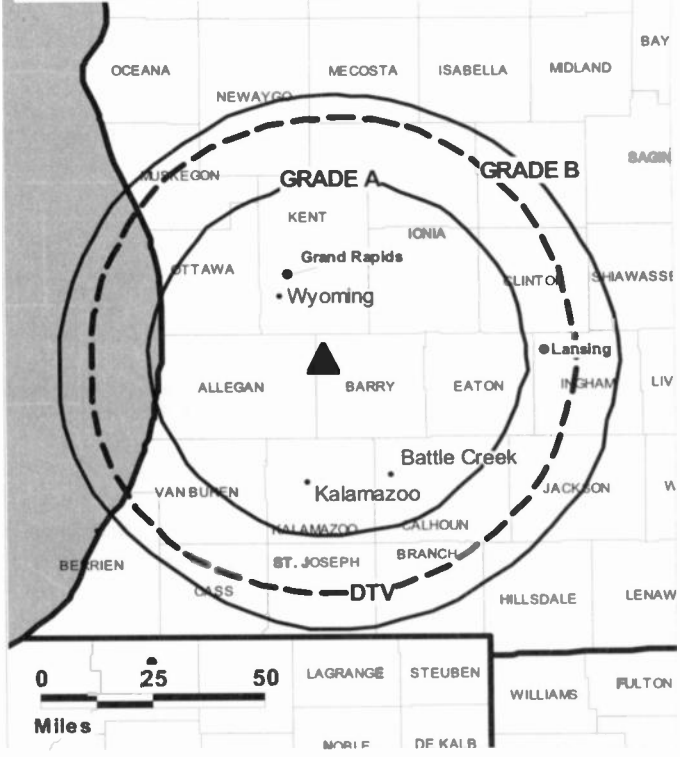 BAY
OCEANA
MECOSTA
ISABELLA
MIDLAND
NEWAYGO
SAGIN
MUSKEGON
GRADE A
GRADE B
KENT
IONIA
Grand Rapids
OTTAWA
CLINTON
SHIAWASSE
Wyoming
Lansing
ALLEGAN
BARRY
EATON
INGHAM
LIV
Battle Creek
VAN BUREN
Kalamazoo
JACKSON
W
KALAMAZOO
CALHOUN
BERRIEN
ST. JOSEPH
BRANCH
CASS
DTV
HILLSDALE
LENAW
0 25 50
Miles
LAGRANGE
STEUBEN
WILLIAMS
FULTON
NOBLE
DE KALB